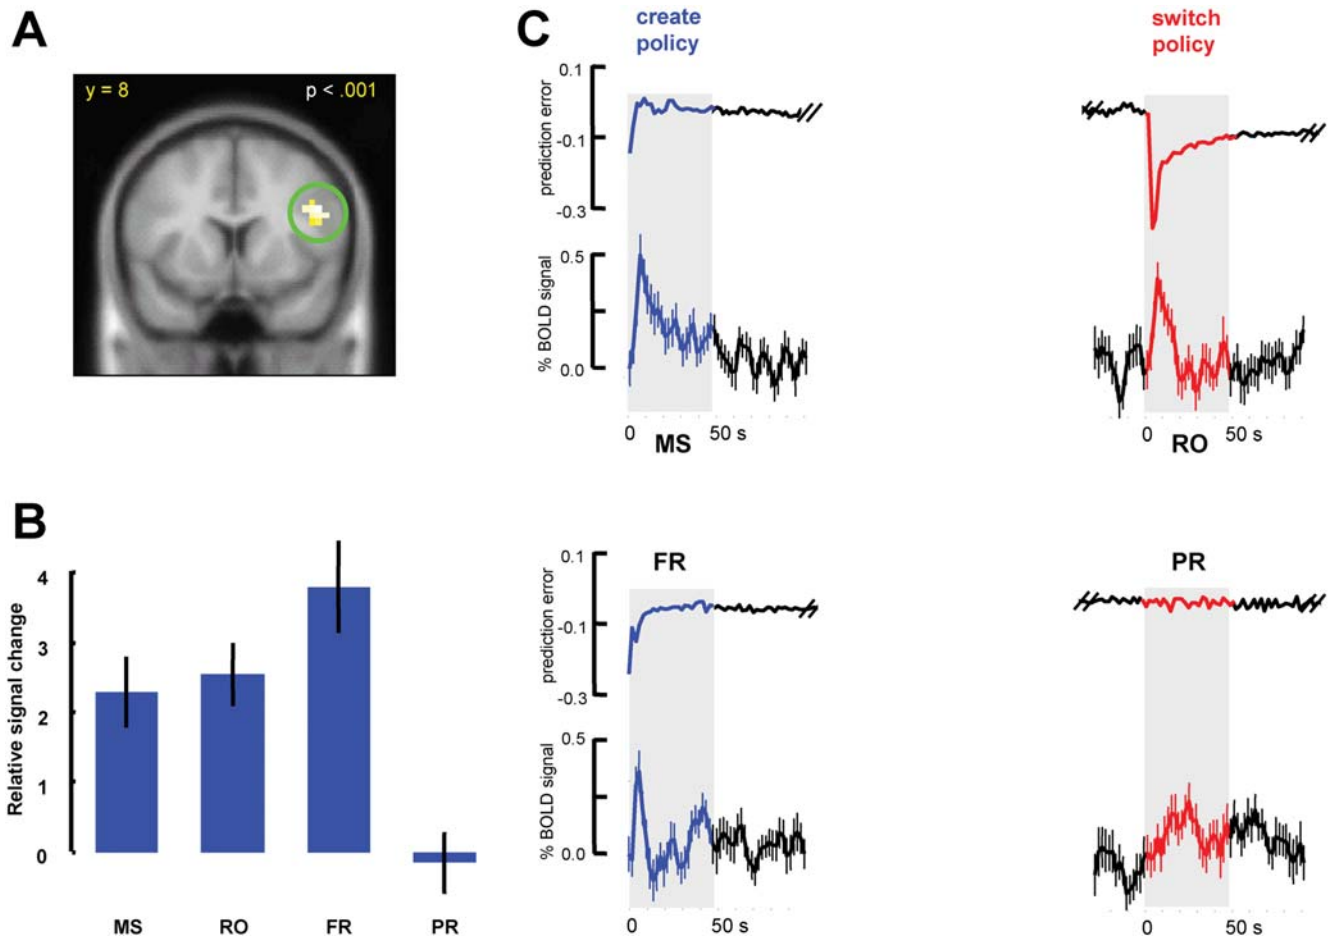 A
y = 8
p < .001
B
Relative signal change
4
3
2
1
0
MS
RO
FR
PR
C
create
policy
switch
policy
prediction error
0.1
-0.1
-0.3
% BOLD signal
0.5
0.0
0
50 s
MS
0
50 s
RO
FR
PR
prediction error
0.1
-0.1
-0.3
% BOLD signal
0.5
0.0
0
50 s
0
50 s